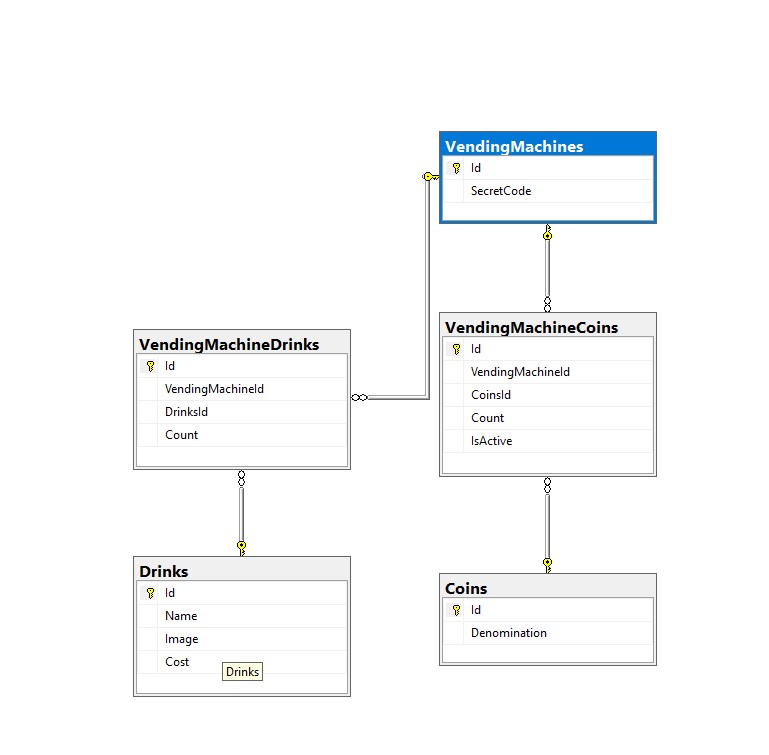 VendingMachines
Id
SecretCode
VendingMachineDrinks
Id
VendingMachineId
DrinksId
Count
VendingMachineCoins
Id
VendingMachineId
CoinsId
Count
IsActive
Drinks
Id
Name
Image
Cost
Drinks
Coins
Id
Denomination